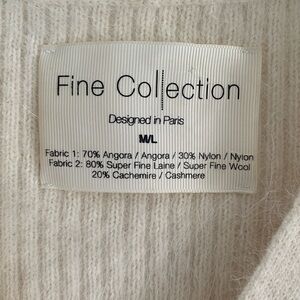 Fine Collection
Designed in Paris
M/L
Fabric 1: 70% Angora / Angora / 30% Nylon / Nylon
Fabric 2: 80% Super Fine Laine / Super Fine Wool
20% Cachemire / Cashmere